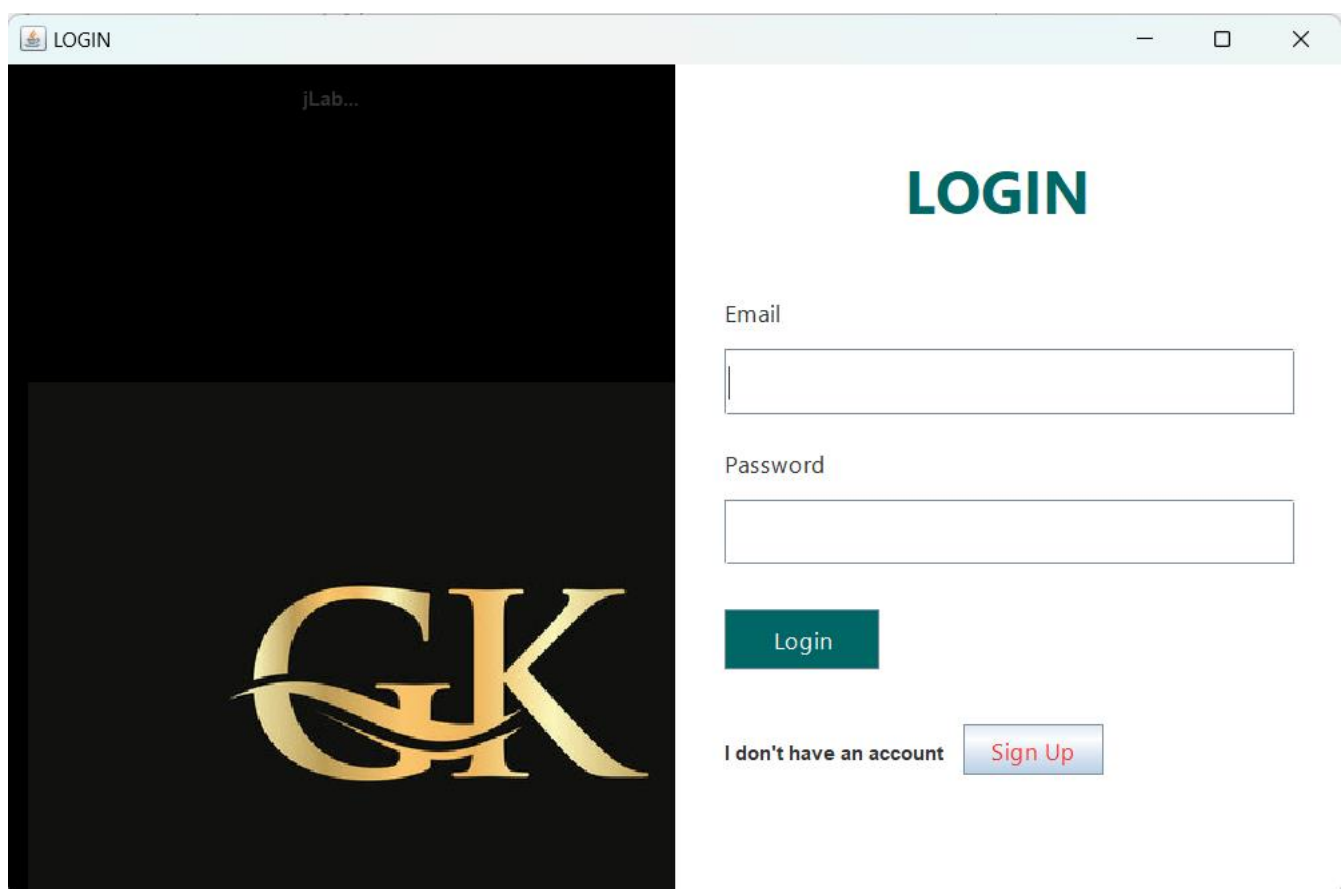 LOGIN
jLab...
LOGIN
Email
Password
Login
I don't have an account Sign Up
GK